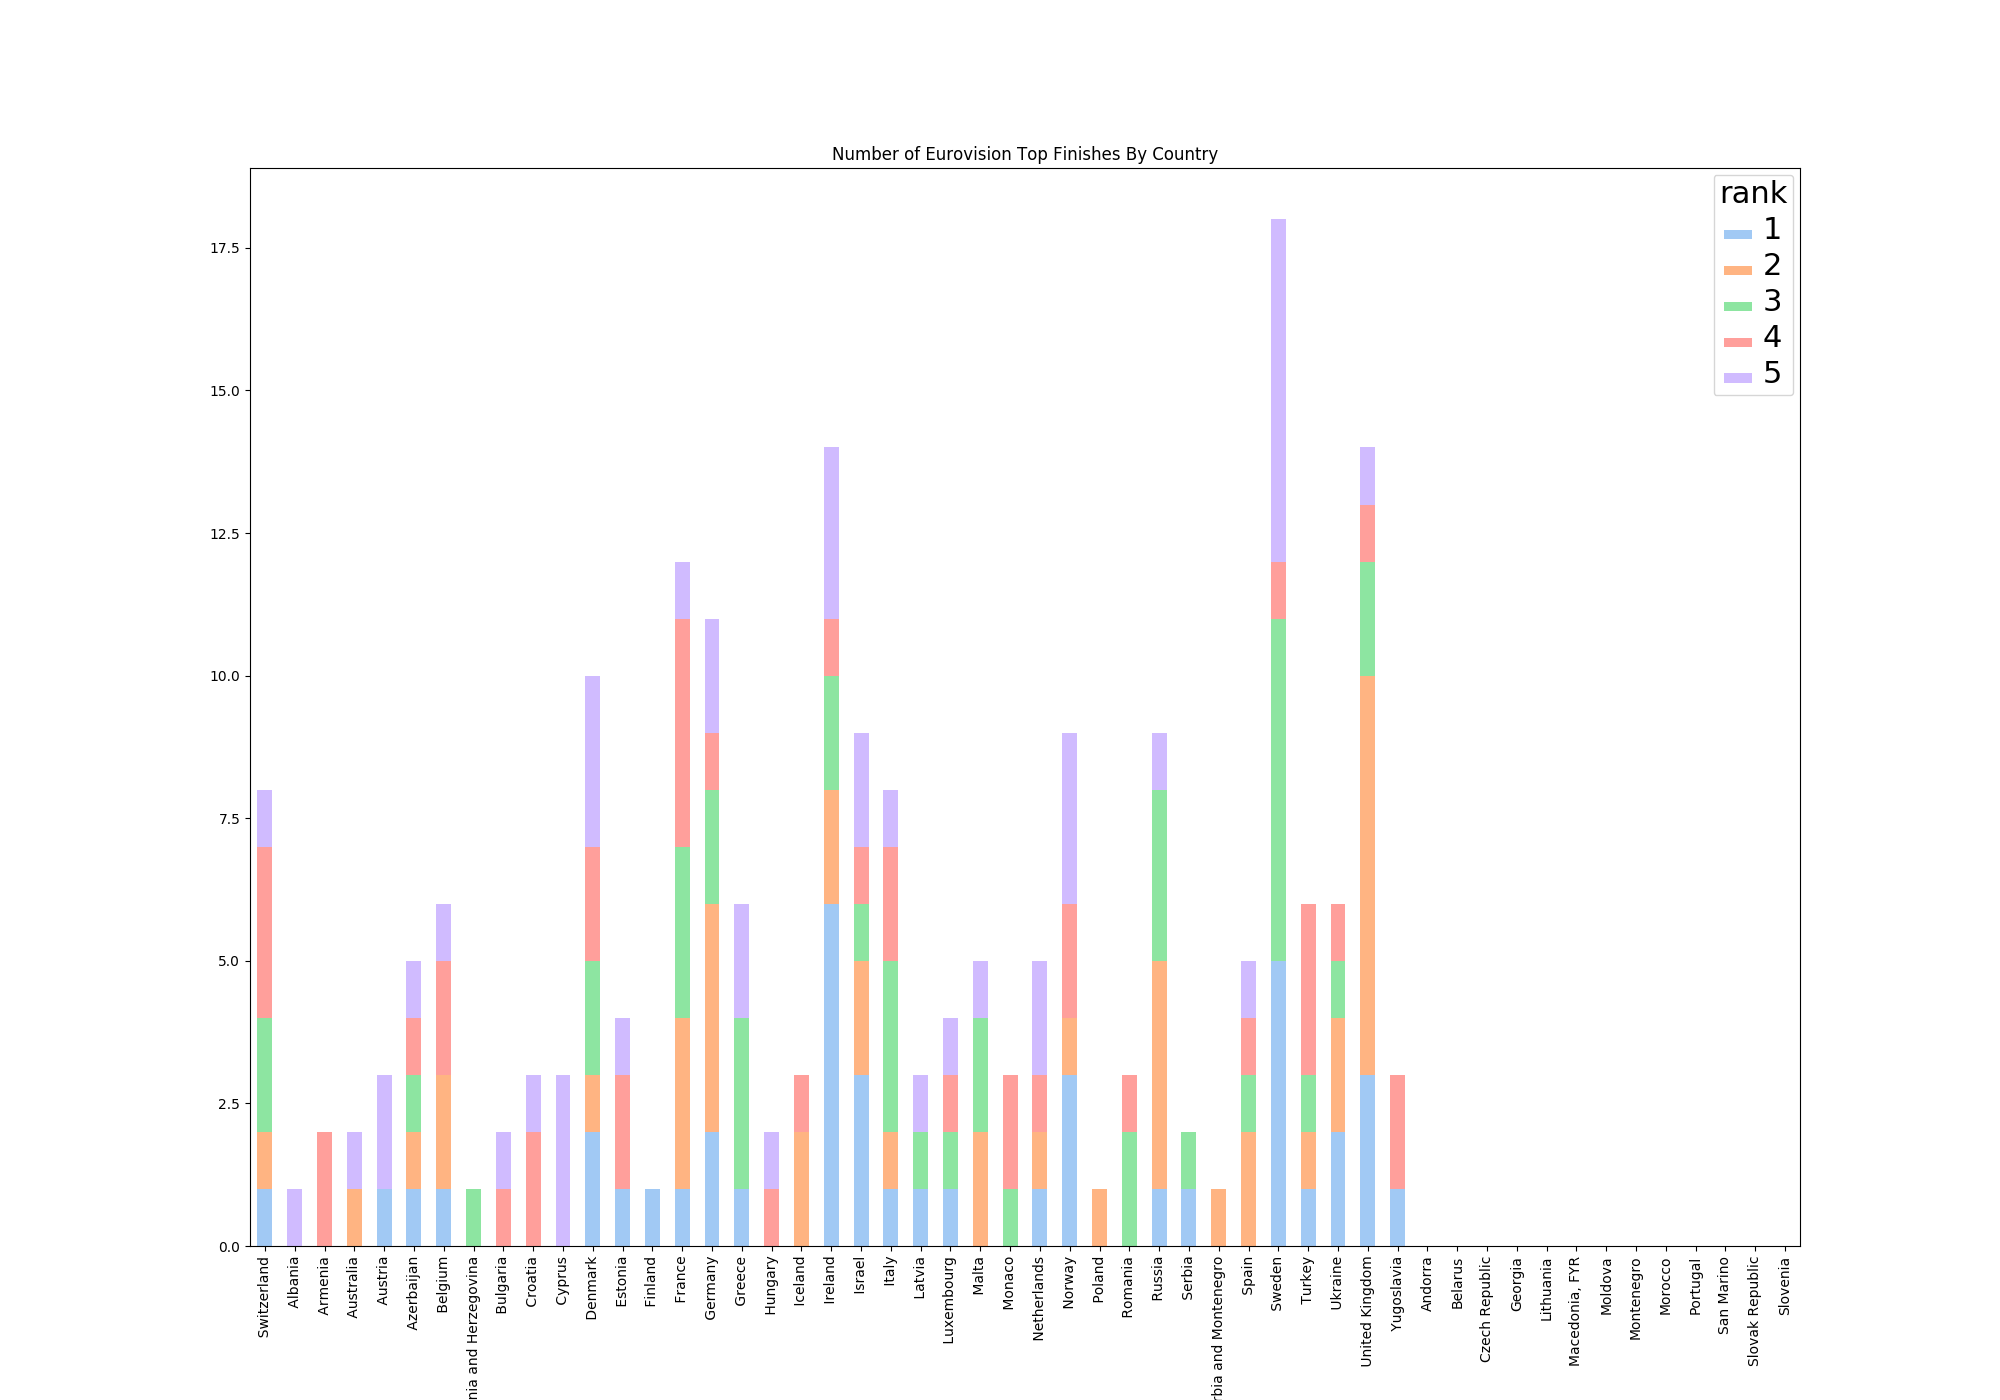 Number of Eurovision Top Finishes By Country
rank
1
2
3
4
5
17.5
15.0
12.5
10.0
7.5
5.0
2.5
0.0
Switzerland
Albania
Armenia
Australia
Austria
Azerbaijan
Belgium
nia and Herzegovina
Bulgaria
Croatia
Cyprus
Denmark
Estonia
Finland
France
Germany
Greece
Hungary
Iceland
Ireland
Israel
Italy
Latvia
Luxembourg
Malta
Monaco
Netherlands
Norway
Poland
Romania
Russia
Serbia
rbia and Montenegro
Spain
Sweden
Turkey
Ukraine
United Kingdom
Yugoslavia
Andorra
Belarus
Czech Republic
Georgia
Lithuania
Macedonia, FYR
Moldova
Montenegro
Morocco
Portugal
San Marino
Slovak Republic
Slovenia